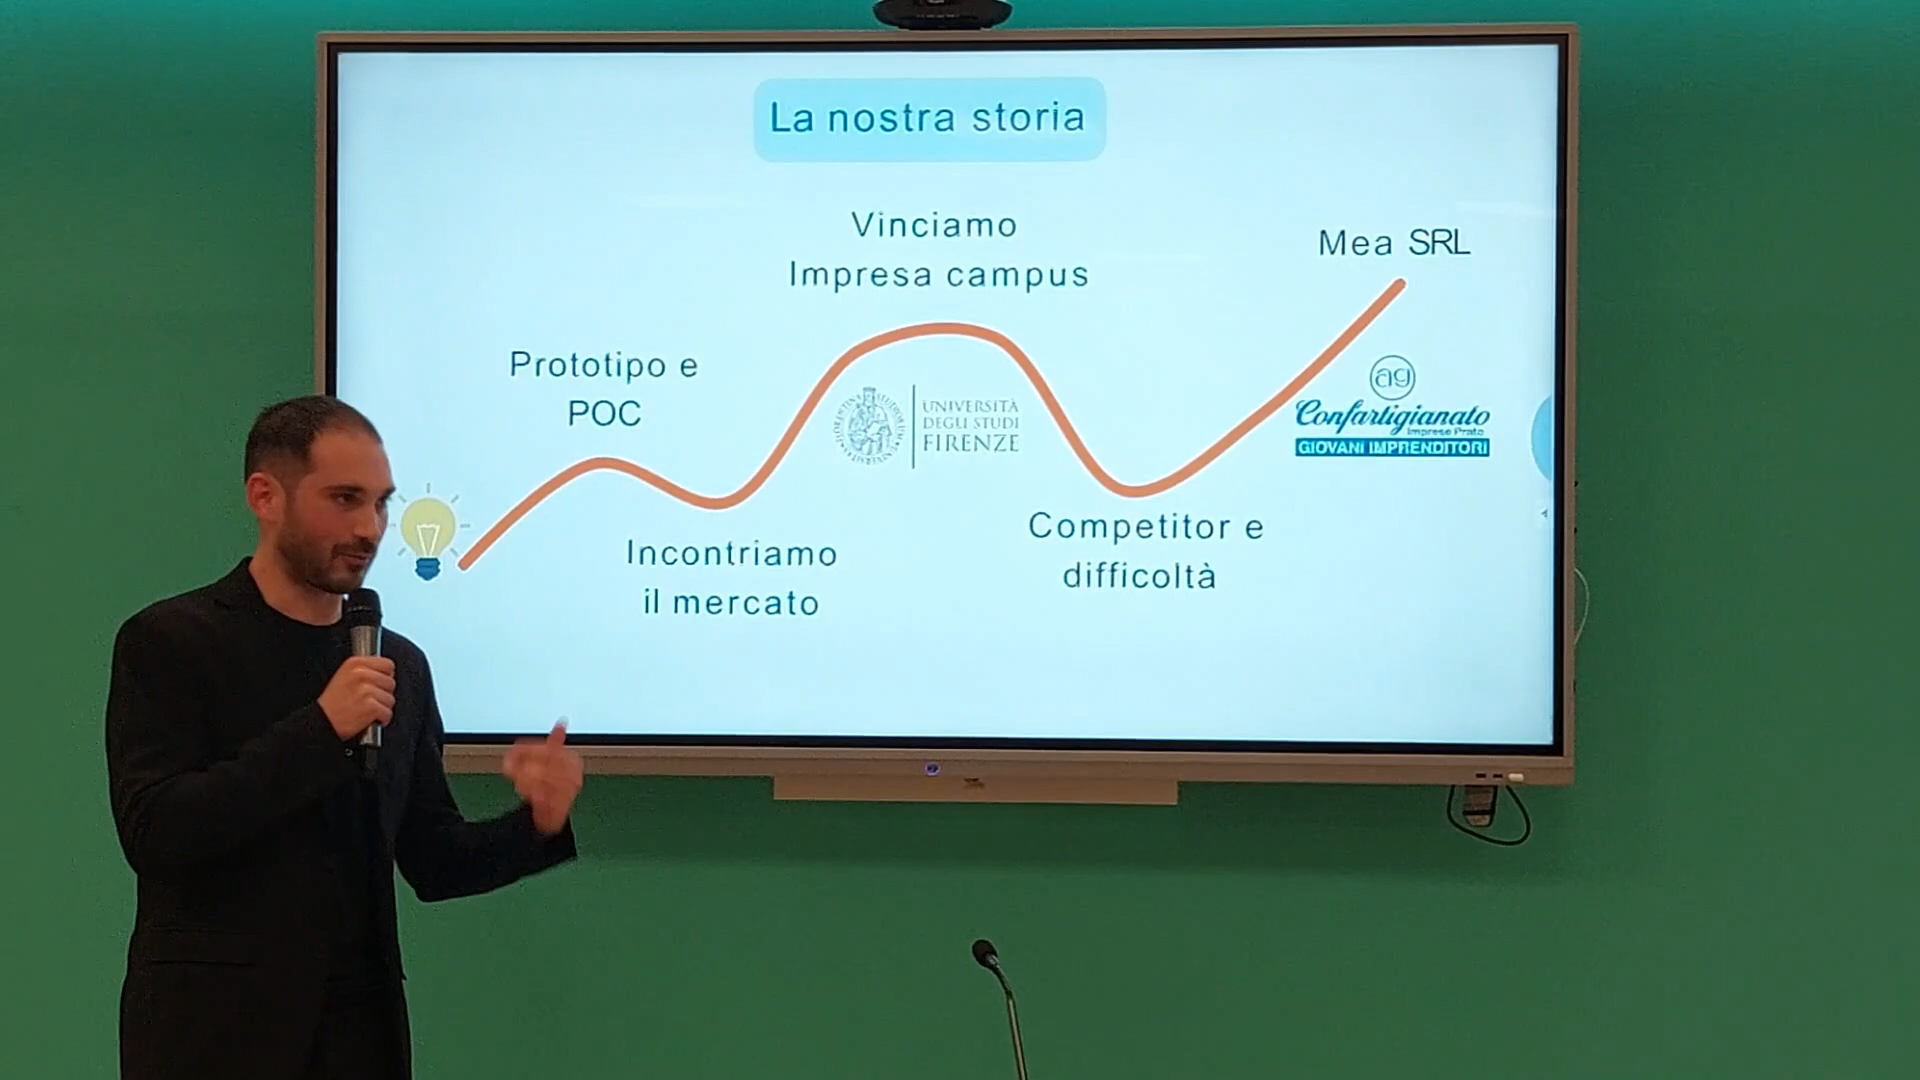 La nostra storia
Vinciamo
Impresa campus
Mea SRL
Prototipo e
POC
UNIVERSITÀ
DEGLI STUDI
FIRENZE
ag
Confartigianato
Imprese Prato
GIOVANI IMPRENDITORI
Incontriamo
il mercato
Competitor e
difficoltà